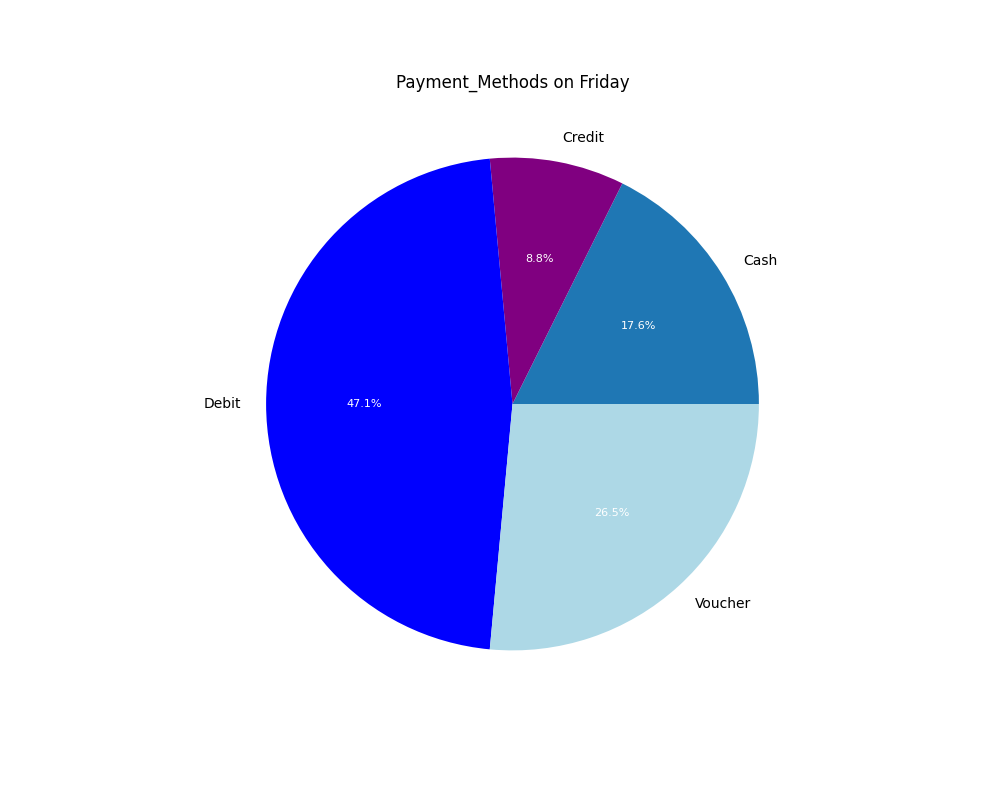 Payment_Methods on Friday
Credit
Cash
8.8%
17.6%
Debit
47.1%
26.5%
Voucher